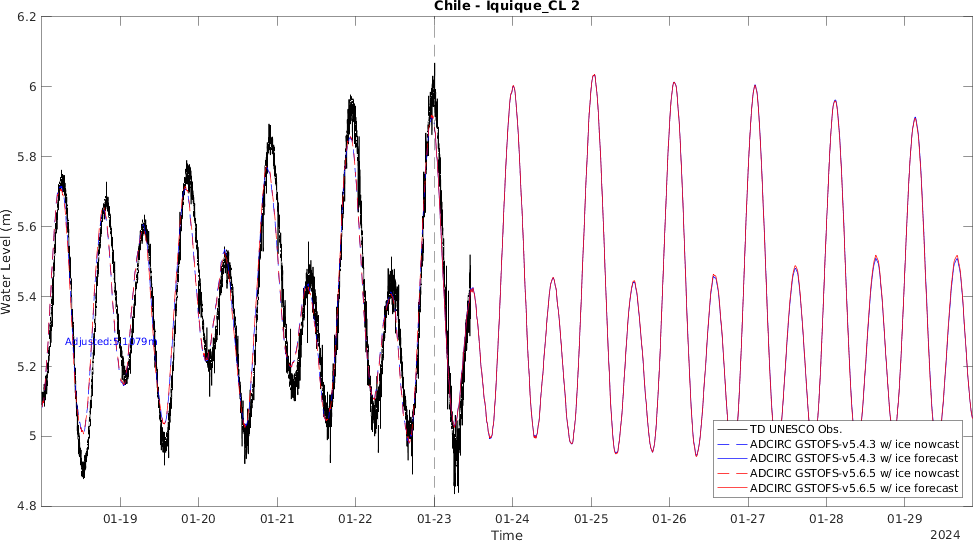 Chile - Iquique_CL 2
Water Level (m)
6.2
6
5.8
5.6
5.4
5.2
5
4.8
Adjusted:5.1079m
TD UNESCO Obs.
ADCIRC GSTOFS-v5.4.3 w/ ice nowcast
ADCIRC GSTOFS-v5.4.3 w/ ice forecast
ADCIRC GSTOFS-v5.6.5 w/ ice nowcast
ADCIRC GSTOFS-v5.6.5 w/ ice forecast
01-19 01-20 01-21 01-22 01-23 01-24 01-25 01-26 01-27 01-28 01-29
Time
2024